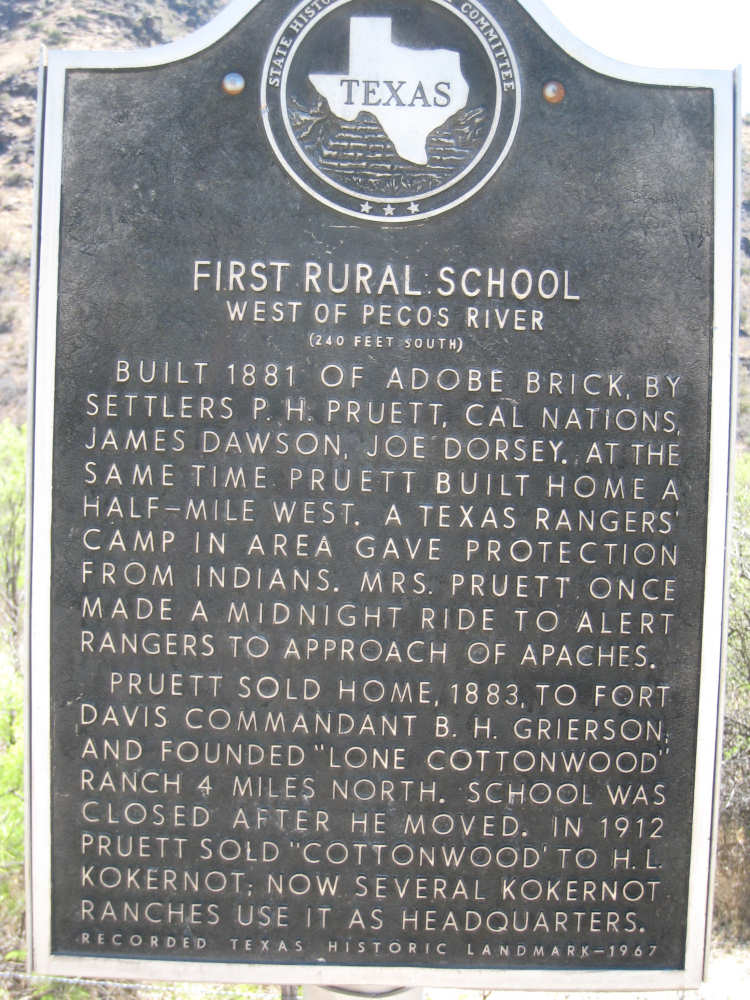 STATE HISTO COMMITTEE
TEXAS
FIRST RURAL SCHOOL
WEST OF PECOS RIVER
(240 FEET SOUTH)
BUILT 1881 OF ADOBE BRICK, BY
SETTLERS P. H. PRUETT, CAL NATIONS,
JAMES DAWSON, JOE DORSEY. AT THE
SAME TIME PRUETT BUILT HOME A
HALF-MILE WEST. A TEXAS RANGERS'
CAMP IN AREA GAVE PROTECTION
FROM INDIANS. MRS. PRUETT ONCE
MADE A MIDNIGHT RIDE TO ALERT
RANGERS TO APPROACH OF APACHES.
PRUETT SOLD HOME, 1883, TO FORT
DAVIS COMMANDANT B. H. GRIERSON,
AND FOUNDED "LONE COTTONWOOD"
RANCH 4 MILES NORTH. SCHOOL WAS
CLOSED AFTER HE MOVED. IN 1912
PRUETT SOLD "COTTONWOOD' TO H. L.
KOKERNOT; NOW SEVERAL KOKERNOT
RANCHES USE IT AS HEADQUARTERS.
RECORDED TEXAS HISTORIC LANDMARK-1967